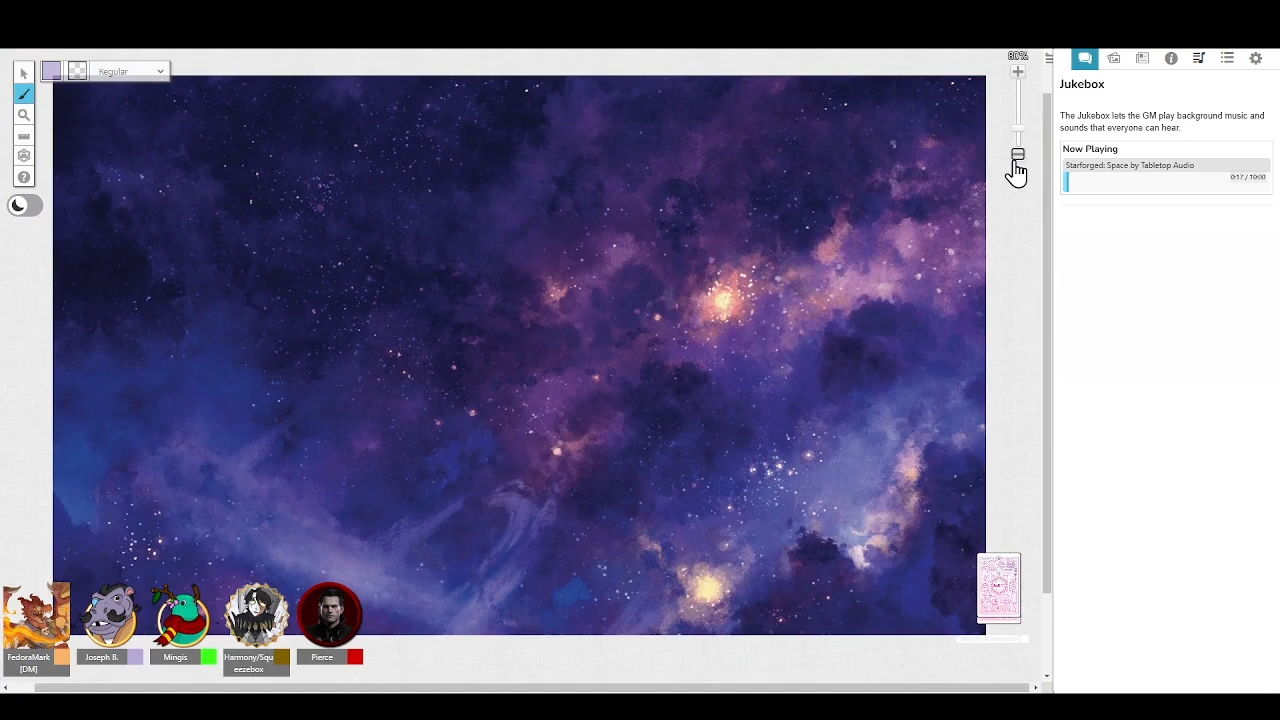 80%
Regular
Jukebox
The Jukebox lets the GM play background music and
sounds that everyone can hear.
Now Playing
Starforged: Space by Tabletop Audio
0:17 / 10:00
FedoraMark
[DM]
Joseph B.
Mingis
Harmony/Squ
eezebox
Pierce